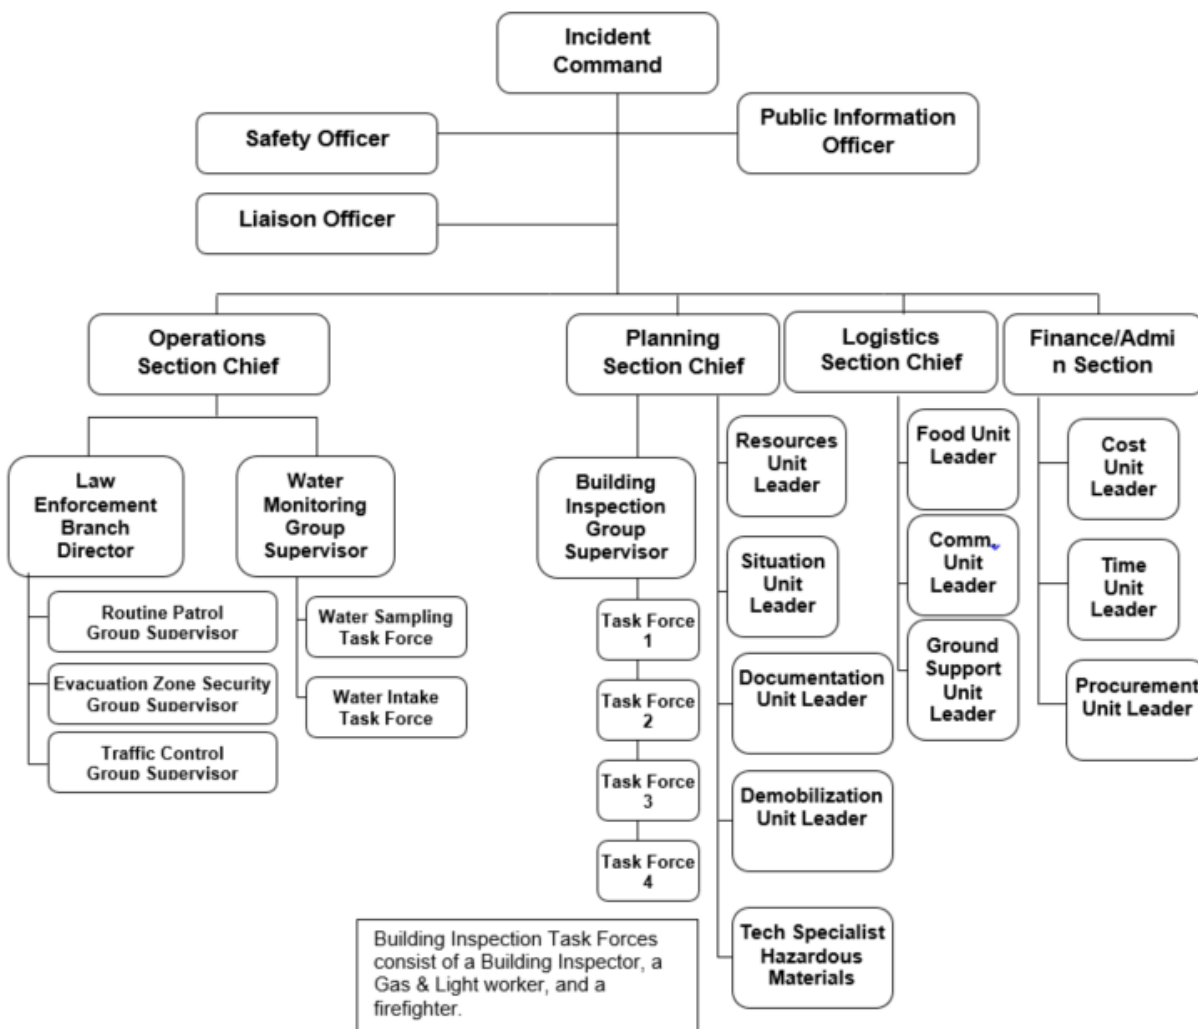 Incident
Command
Safety Officer
Public Information
Officer
Liaison Officer
Operations
Section Chief
Planning
Section Chief
Logistics
Section Chief
Finance/Admi
n Section
Law
Enforcement
Branch
Director
Water
Monitoring
Group
Supervisor
Building
Inspection
Group
Supervisor
Resources
Unit
Leader
Food Unit
Leader
Cost
Unit
Leader
Routine Patrol
Group Supervisor
Evacuation Zone Security
Group Supervisor
Traffic Control
Group Supervisor
Water Sampling
Task Force
Water Intake
Task Force
Task Force
1
Task Force
2
Task Force
3
Task Force
4
Situation
Unit
Leader
Documentation
Unit Leader
Demobilization
Unit Leader
Tech Specialist
Hazardous
Materials
Comm.
Unit
Leader
Ground
Support
Unit
Leader
Time
Unit
Leader
Procurement
Unit Leader
Building Inspection Task Forces
consist of a Building Inspector, a
Gas & Light worker, and a
firefighter.